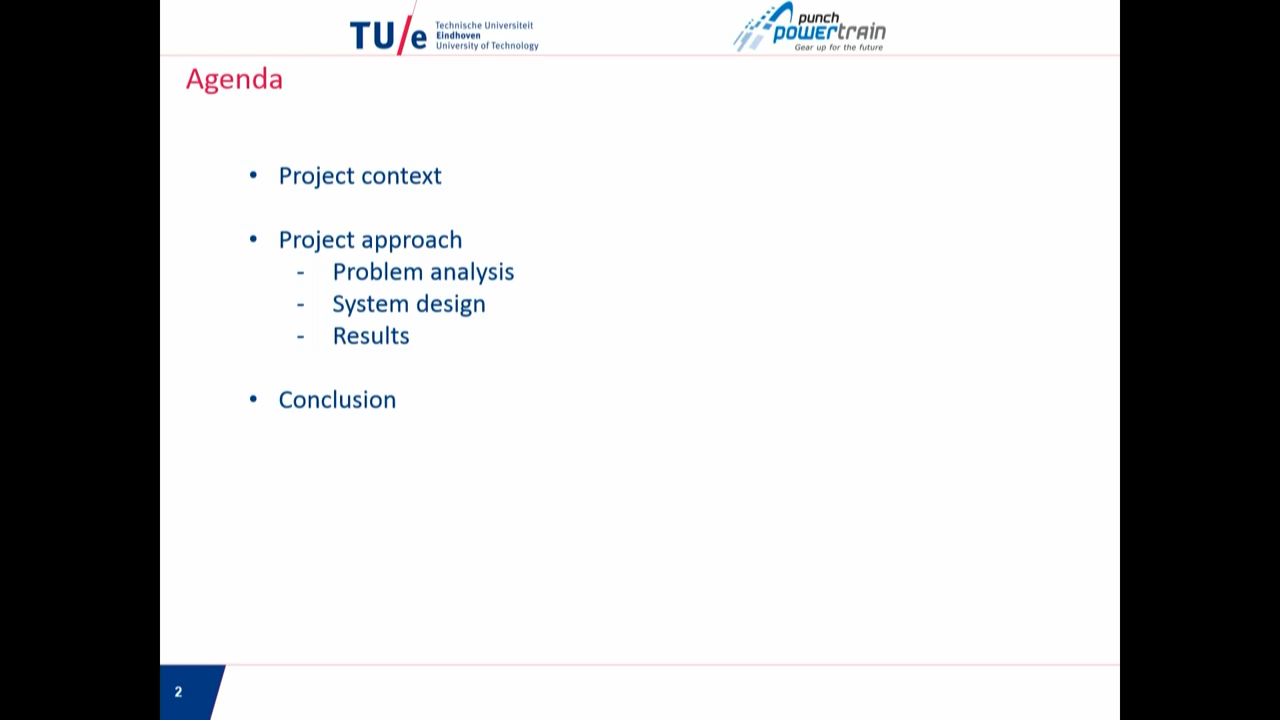 TU/e
Technische Universiteit
Eindhoven
University of Technology
punch
powertrain
Gear up for the future
Agenda
• Project context
• Project approach
- Problem analysis
- System design
- Results
• Conclusion
2